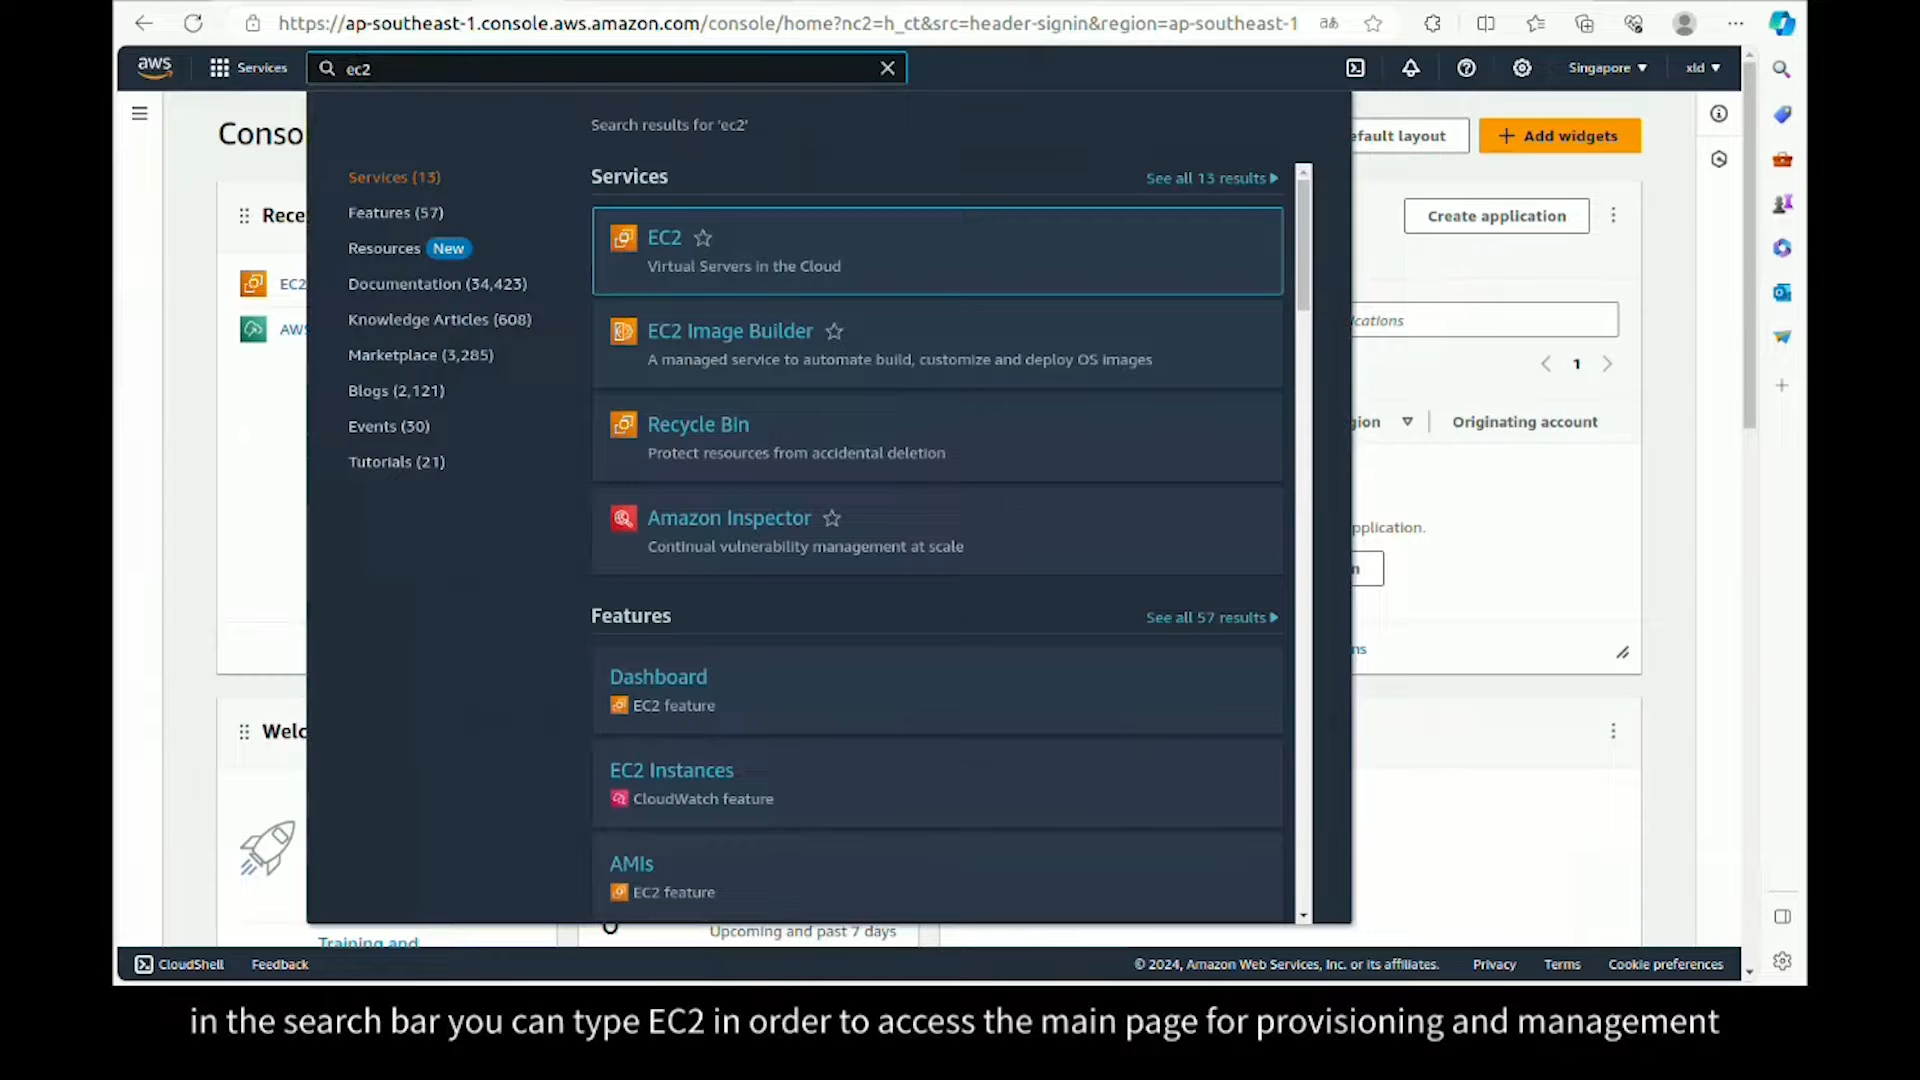 https://ap-southeast-1.console.aws.amazon.com/console/home?nc2=h_ct&src=header-signin&region=ap-southeast-1
aws
Services
ec2
Singapore
xld
Conso
Search results for 'ec2'
efault layout
Add widgets
Services (13)
Features (57)
Resources New
Documentation (34,423)
Knowledge Articles (608)
Marketplace (3,285)
Blogs (2,121)
Events (30)
Tutorials (21)
Services
See all 13 results
EC2
Virtual Servers in the Cloud
EC2 Image Builder
A managed service to automate build, customize and deploy OS images
Recycle Bin
Protect resources from accidental deletion
Amazon Inspector
Continual vulnerability management at scale
Features
See all 57 results
Dashboard
EC2 feature
EC2 Instances
CloudWatch feature
AMIs
EC2 feature
Rece
EC2
AWS
Create application
ications
1
gion
Originating account
pplication.
n
ns
Welc
Training and
Upcoming and past 7 days
CloudShell
Feedback
© 2024, Amazon Web Services, Inc. or its affiliates.
Privacy
Terms
Cookie preferences
in the search bar you can type EC2 in order to access the main page for provisioning and management